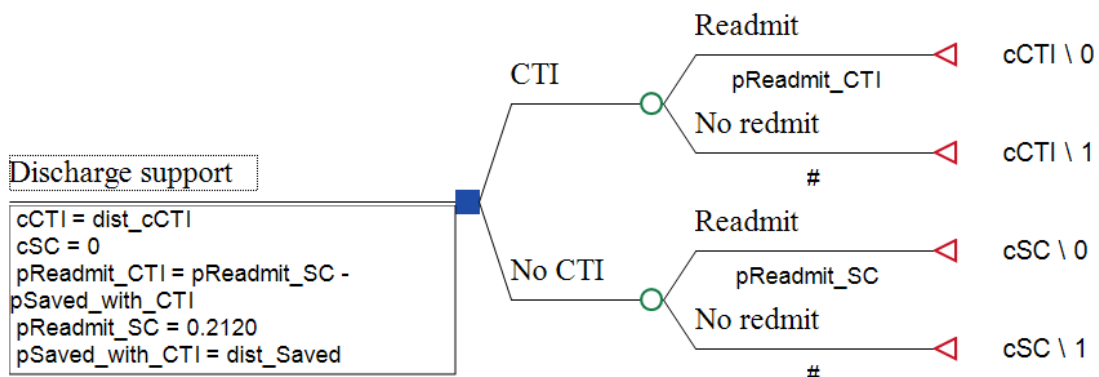 Readmit
cCTI \ 0
pReadmit_CTI
CTI
No redmit
cCTI \ 1
#
Discharge support
cCTI = dist_cCTI
cSC = 0
pReadmit_CTI = pReadmit_SC -
pSaved_with_CTI
pReadmit_SC = 0.2120
pSaved_with_CTI = dist_Saved
Readmit
cSC \ 0
pReadmit_SC
No CTI
No redmit
cSC \ 1
#